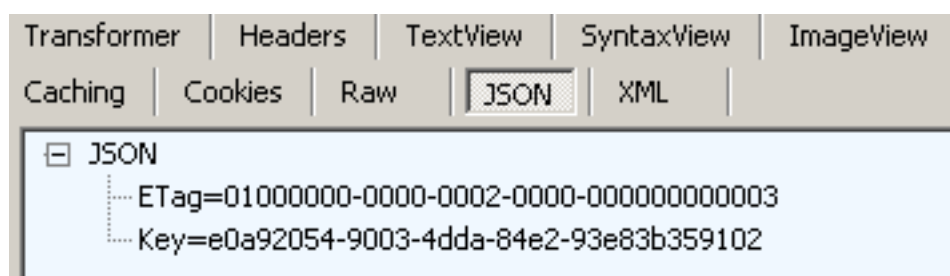 Transformer Headers TextView SyntaxView ImageView
Caching Cookies Raw JSON XML
JSON
ETag=01000000-0000-0002-0000-000000000003
Key=e0a92054-9003-4dda-84e2-93e83b359102